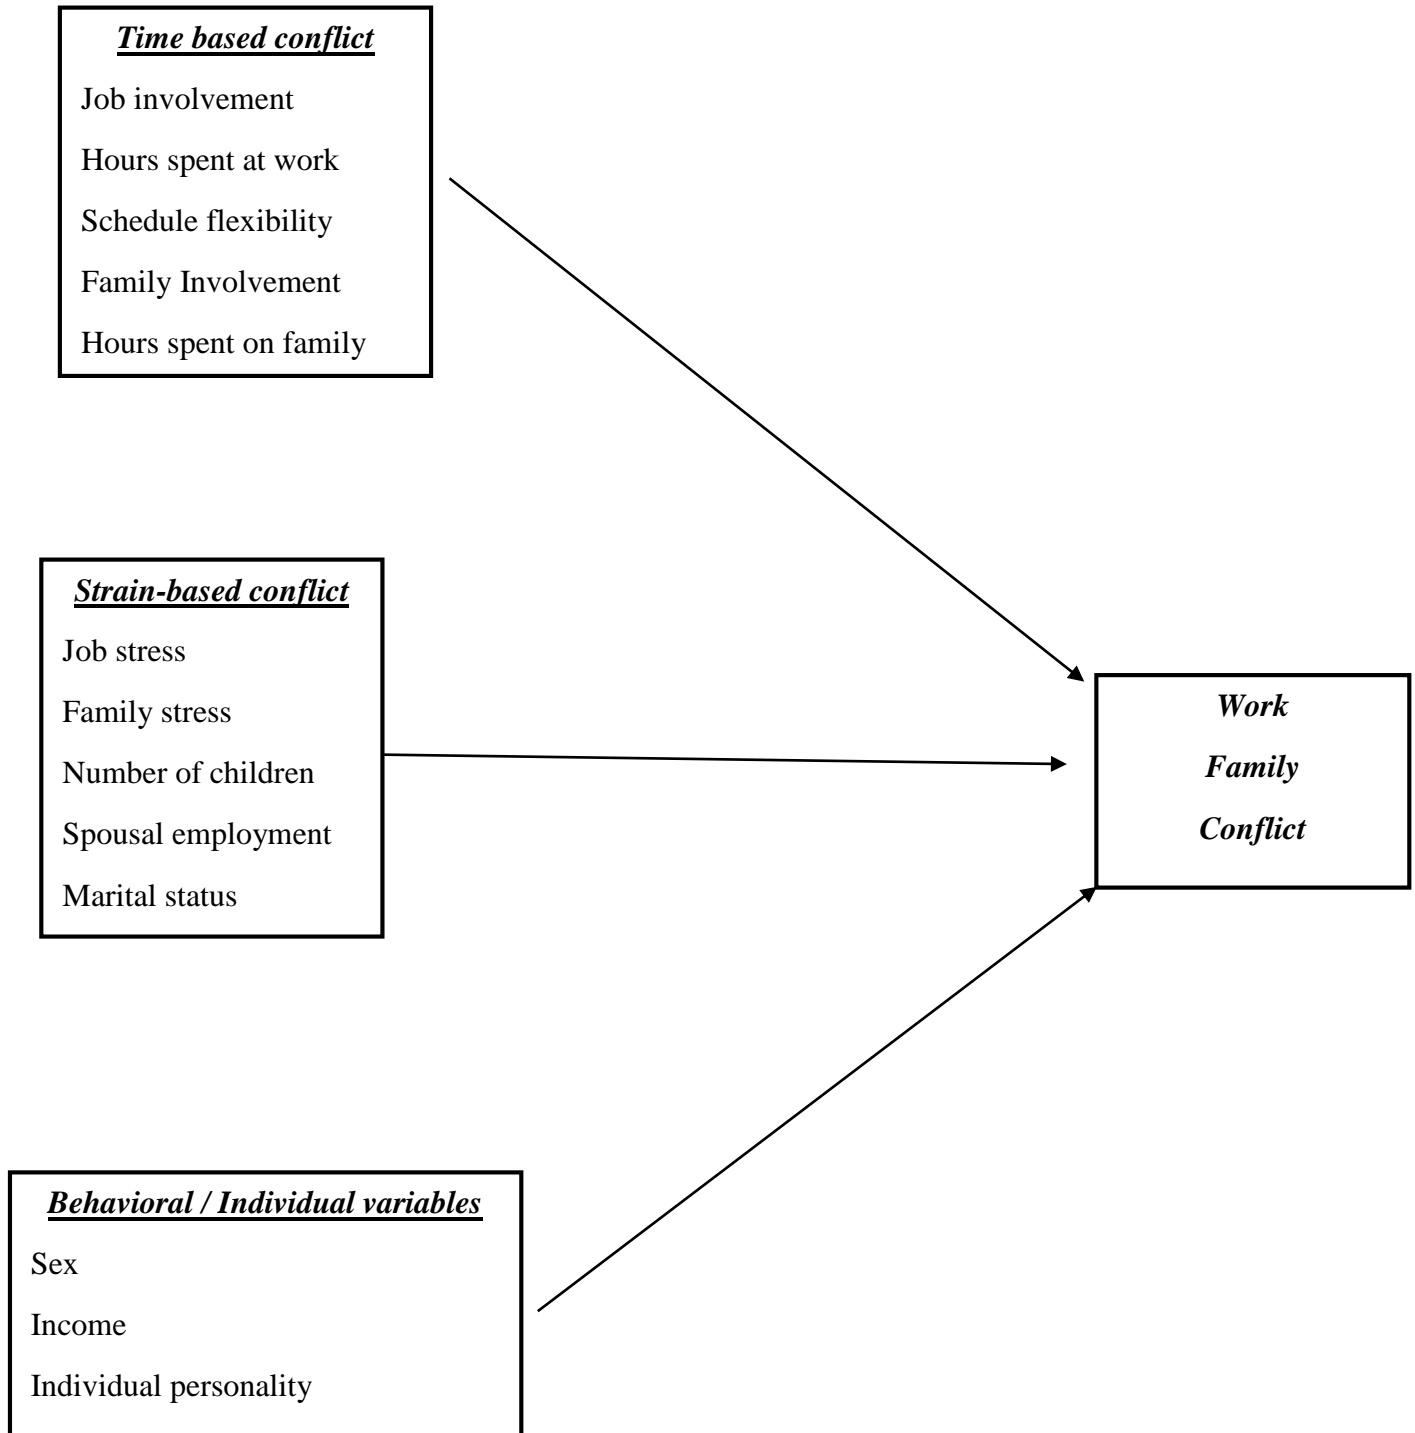 Time based conflict
Job involvement
Hours spent at work
Schedule flexibility
Family Involvement
Hours spent on family
Strain-based conflict
Job stress
Family stress
Number of children
Spousal employment
Marital status
Work
Family
Conflict
Behavioral / Individual variables
Sex
Income
Individual personality